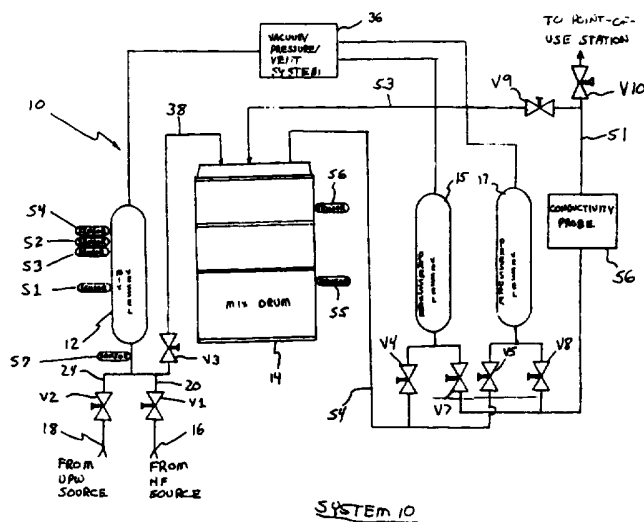 36
TO POINT-OF-
USE STATION
VACUUM/
PRESSURE/
VENT
SYSTEM
V9
V10
53
10
38
51
S6
15
17
S4
S2
S3
S1
CONDUCTIVITY
PROBE
56
MIX DRUM
S5
12
S7
V3
14
V4
V5
V8
V7
24
20
V2
V1
54
18
16
FROM
UPW
SOURCE
FROM
HF
SOURCE
SYSTEM 10